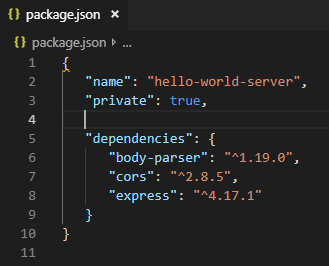 {} package.json ×
{} package.json > ...
1 {
2 "name": "hello-world-server",
3 "private": true,
4
5 "dependencies": {
6 "body-parser": "^1.19.0",
7 "cors": "^2.8.5",
8 "express": "^4.17.1"
9 }
10 }
11